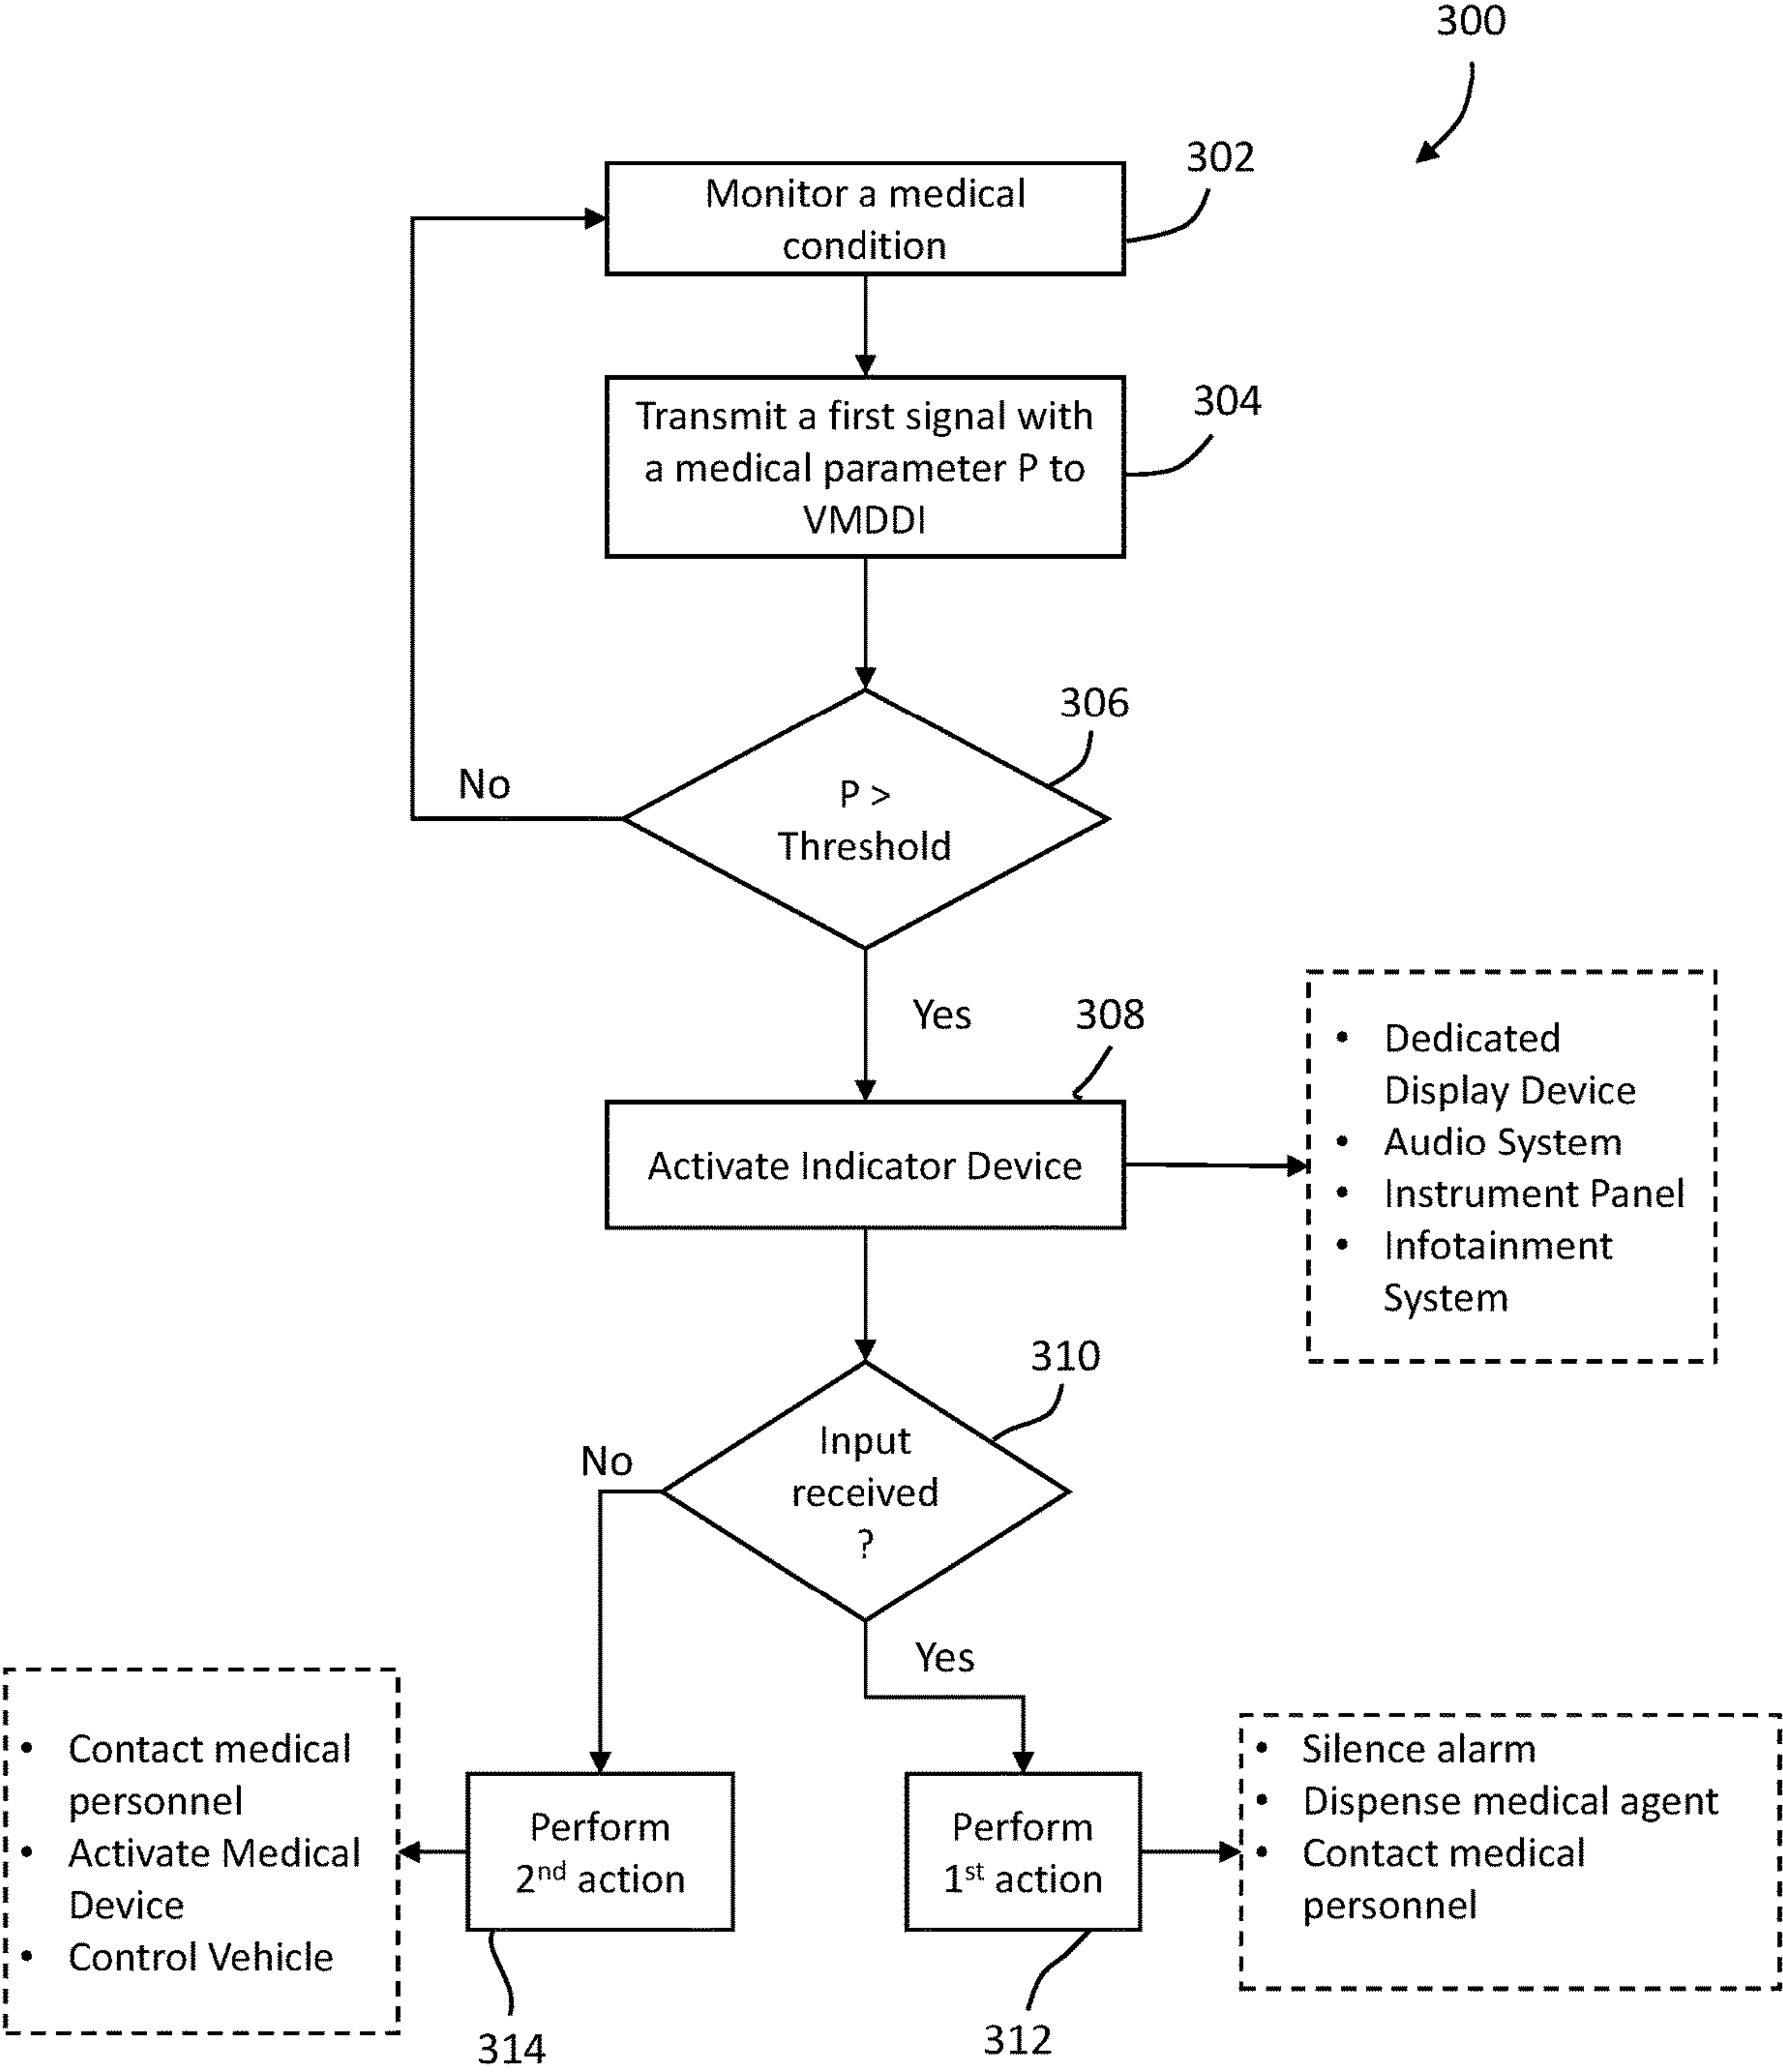 300
302
Monitor a medical
condition
304
Transmit a first signal with
a medical parameter P to
VMDDI
306
No
P >
Threshold
Yes
308
Activate Indicator Device
• Dedicated
Display Device
• Audio System
• Instrument Panel
• Infotainment
System
310
No
Input
received
?
Yes
• Contact medical
personnel
• Activate Medical
Device
• Control Vehicle
Perform
2nd action
Perform
1st action
• Silence alarm
• Dispense medical agent
• Contact medical
personnel
314
312